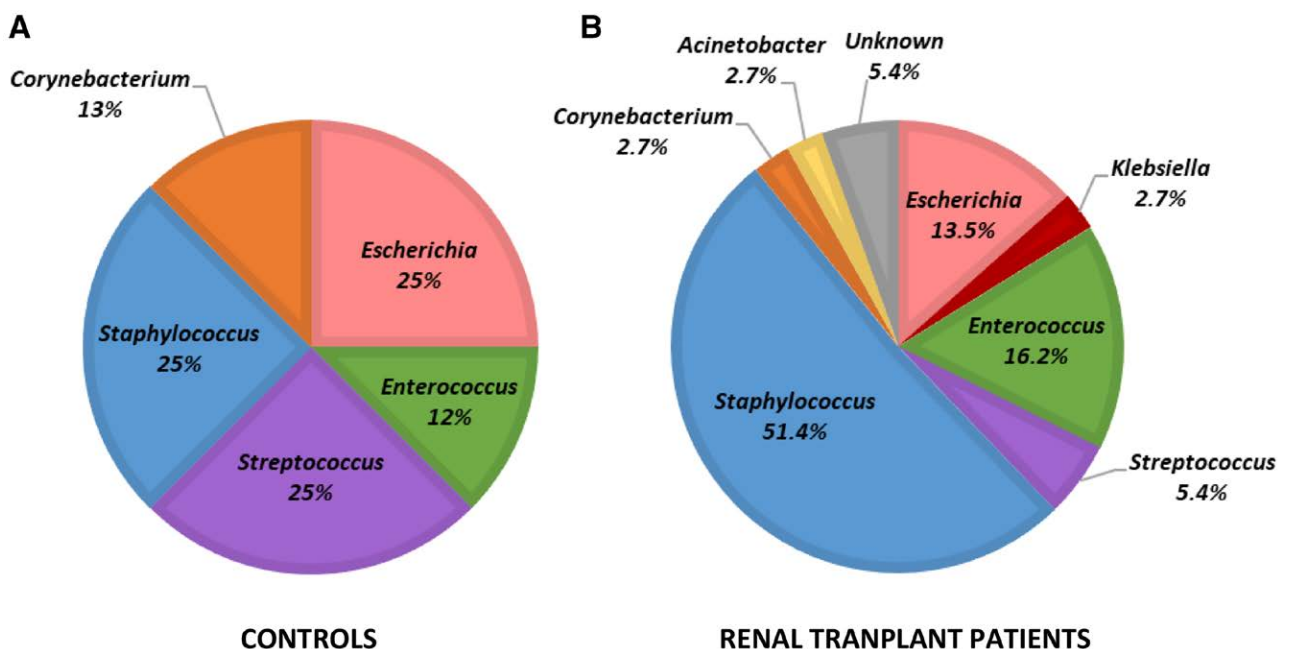 A
Corynebacterium
13%
Escherichia
25%
Staphylococcus
25%
Enterococcus
12%
Streptococcus
25%
CONTROLS
B
Acinetobacter
2.7%
Unknown
5.4%
Corynebacterium
2.7%
Klebsiella
2.7%
Escherichia
13.5%
Enterococcus
16.2%
Staphylococcus
51.4%
Streptococcus
5.4%
RENAL TRANPLANT PATIENTS